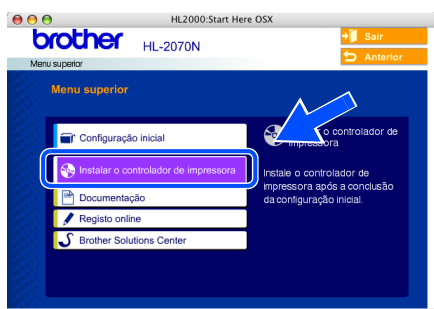 HL2000:Start Here OSX
brother
HL-2070N
Sair
Anterior
Menu superior
Menu superior
Configuração inicial
Instalar o controlador de impressora
Documentação
Registo online
Brother Solutions Center
o controlador de
impressora
Instale o controlador de
impressora após a conclusão
da configuração inicial.